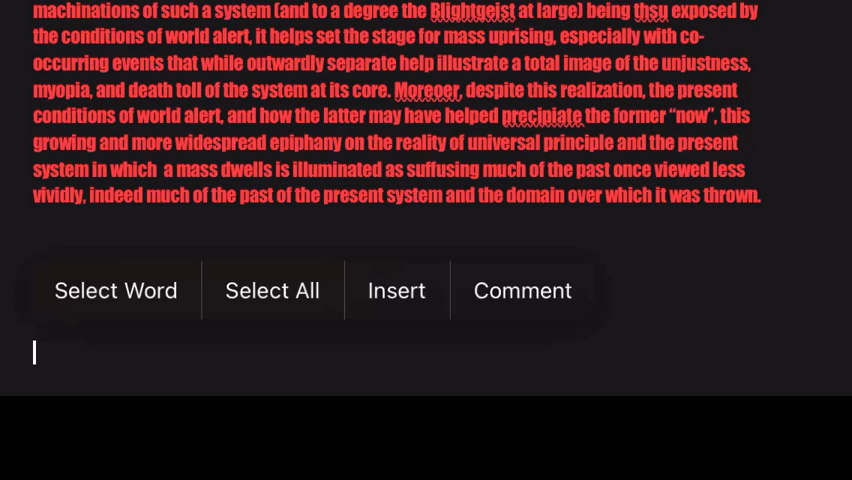 machinations of such a system (and to a degree the Blightgeist at large) being thsu exposed by
the conditions of world alert, it helps set the stage for mass uprising, especially with co-
occurring events that while outwardly separate help illustrate a total image of the unjustness,
myopia, and death toll of the system at its core. Moreoer, despite this realization, the present
conditions of world alert, and how the latter may have helped precipiate the former “now”, this
growing and more widespread epiphany on the reality of universal principle and the present
system in which  a mass dwells is illuminated as suffusing much of the past once viewed less
vividly, indeed much of the past of the present system and the domain over which it was thrown.
Select Word
Select All
Insert
Comment